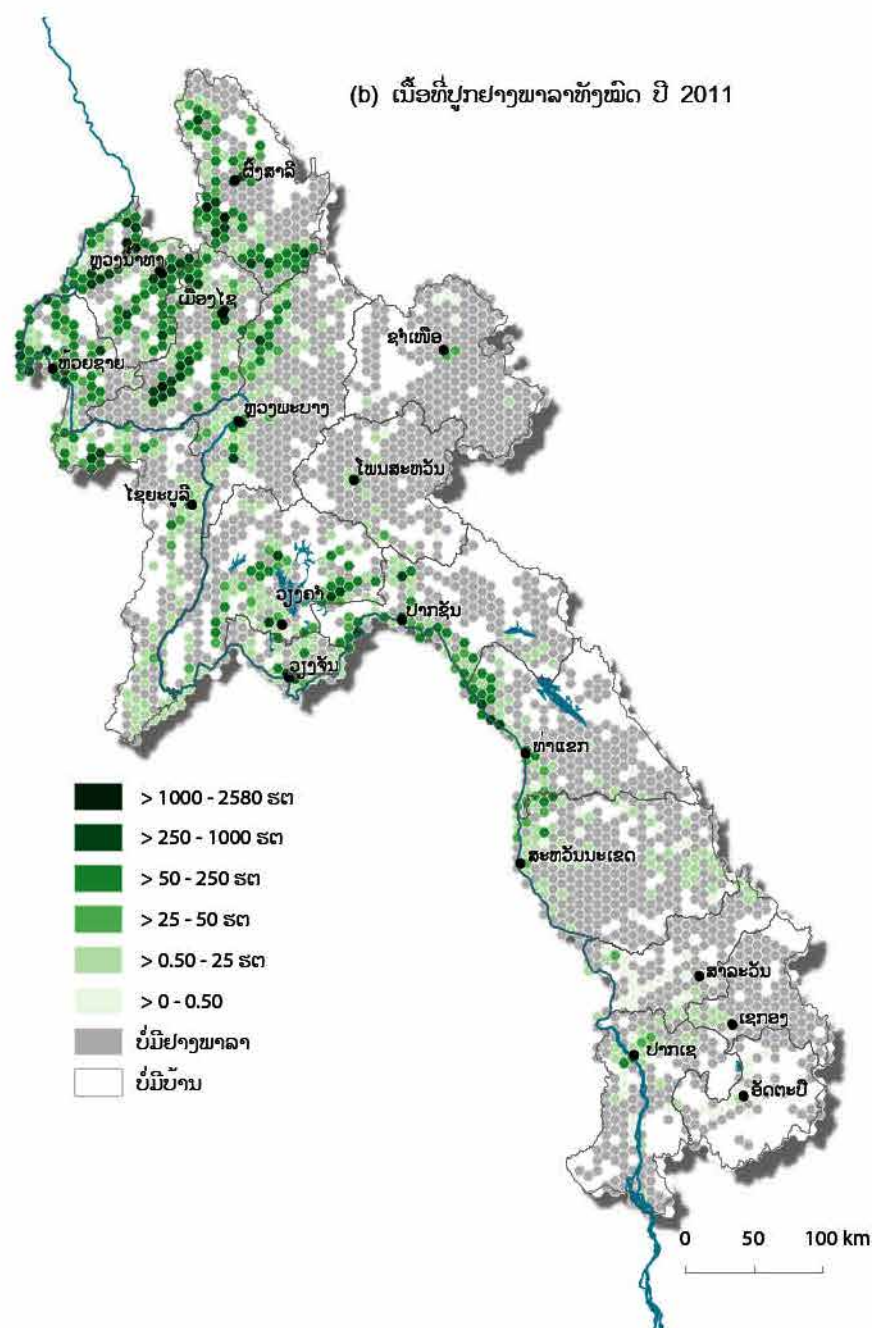 (b) ເນື້ອທີ່ປູກຢາງພາລາທັງໝົດ ປີ 2011
ຜົ້ງສາລີ
ຫຼວງນ້ຳທາ
ເມືອງໄຊ
ຊຳເໜືອ
ຫ້ວຍຊາຍ
ຫຼວງພະບາງ
ໂພນສະຫວັນ
ໄຊຍະບູລີ
ວຽງຄຳ
ປາກຊັນ
ວຽງຈັນ
ທ່າແຂກ
> 1000 - 2580 ຮຕ
> 250 - 1000 ຮຕ
> 50 - 250 ຮຕ
> 25 - 50 ຮຕ
> 0.50 - 25 ຮຕ
> 0 - 0.50
ບໍ່ມີຢາງພາລາ
ບໍ່ມີບ້ານ
ສະຫວັນນະເຂດ
ສາລະວັນ
ເຊກອງ
ປາກເຊ
ອັດຕະປື
0 50 100 km